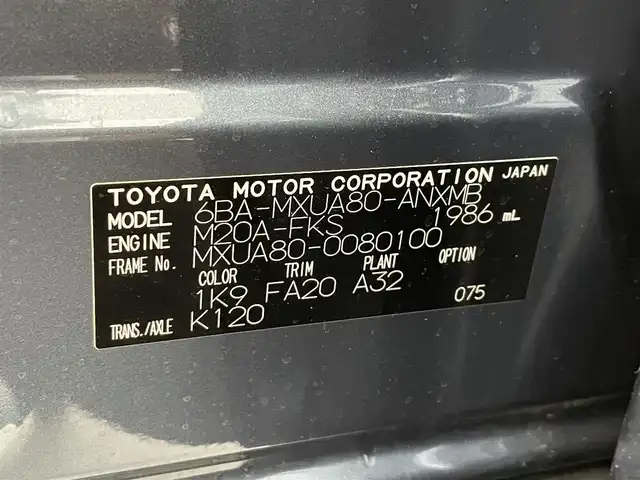 TOYOTA MOTOR CORPORATION JAPAN
MODEL 6BA-MXUA80-ANXMB
ENGINE M20A-FKS 1986 mL
FRAME No. MXUA80-0080100
COLOR TRIM PLANT OPTION
1K9 FA20 A32
TRANS./AXLE K120 075